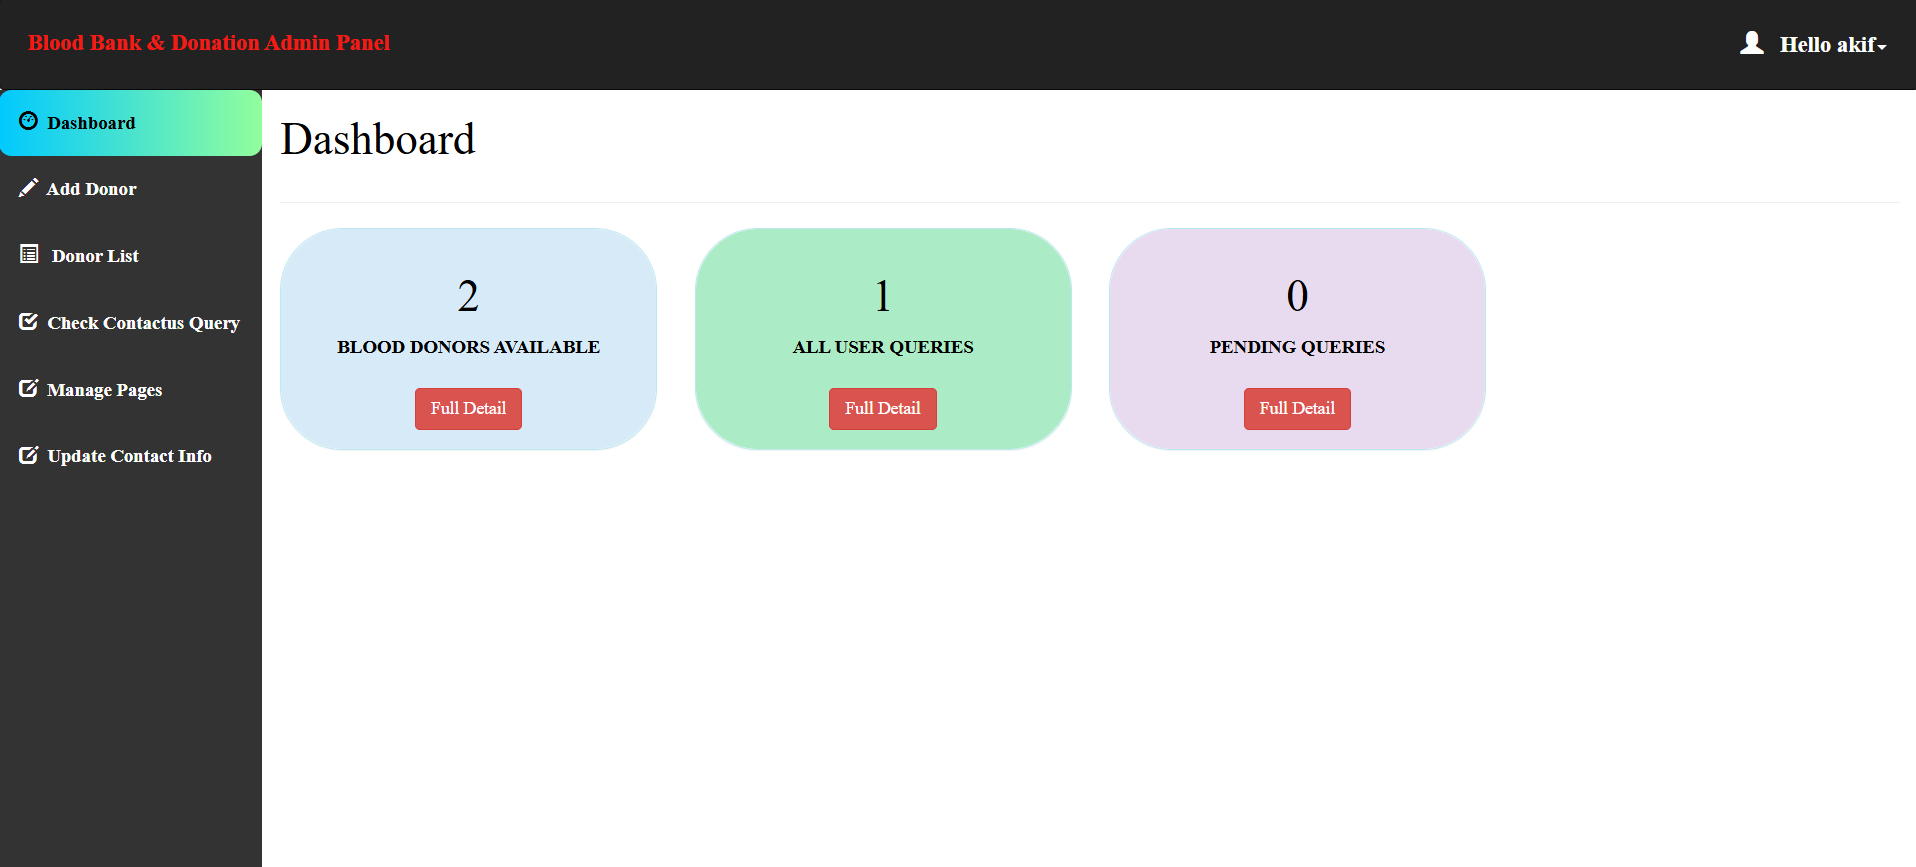 Blood Bank & Donation Admin Panel
Hello akif
Dashboard
Add Donor
Donor List
Check Contactus Query
Manage Pages
Update Contact Info
Dashboard
2
BLOOD DONORS AVAILABLE
Full Detail
1
ALL USER QUERIES
Full Detail
0
PENDING QUERIES
Full Detail